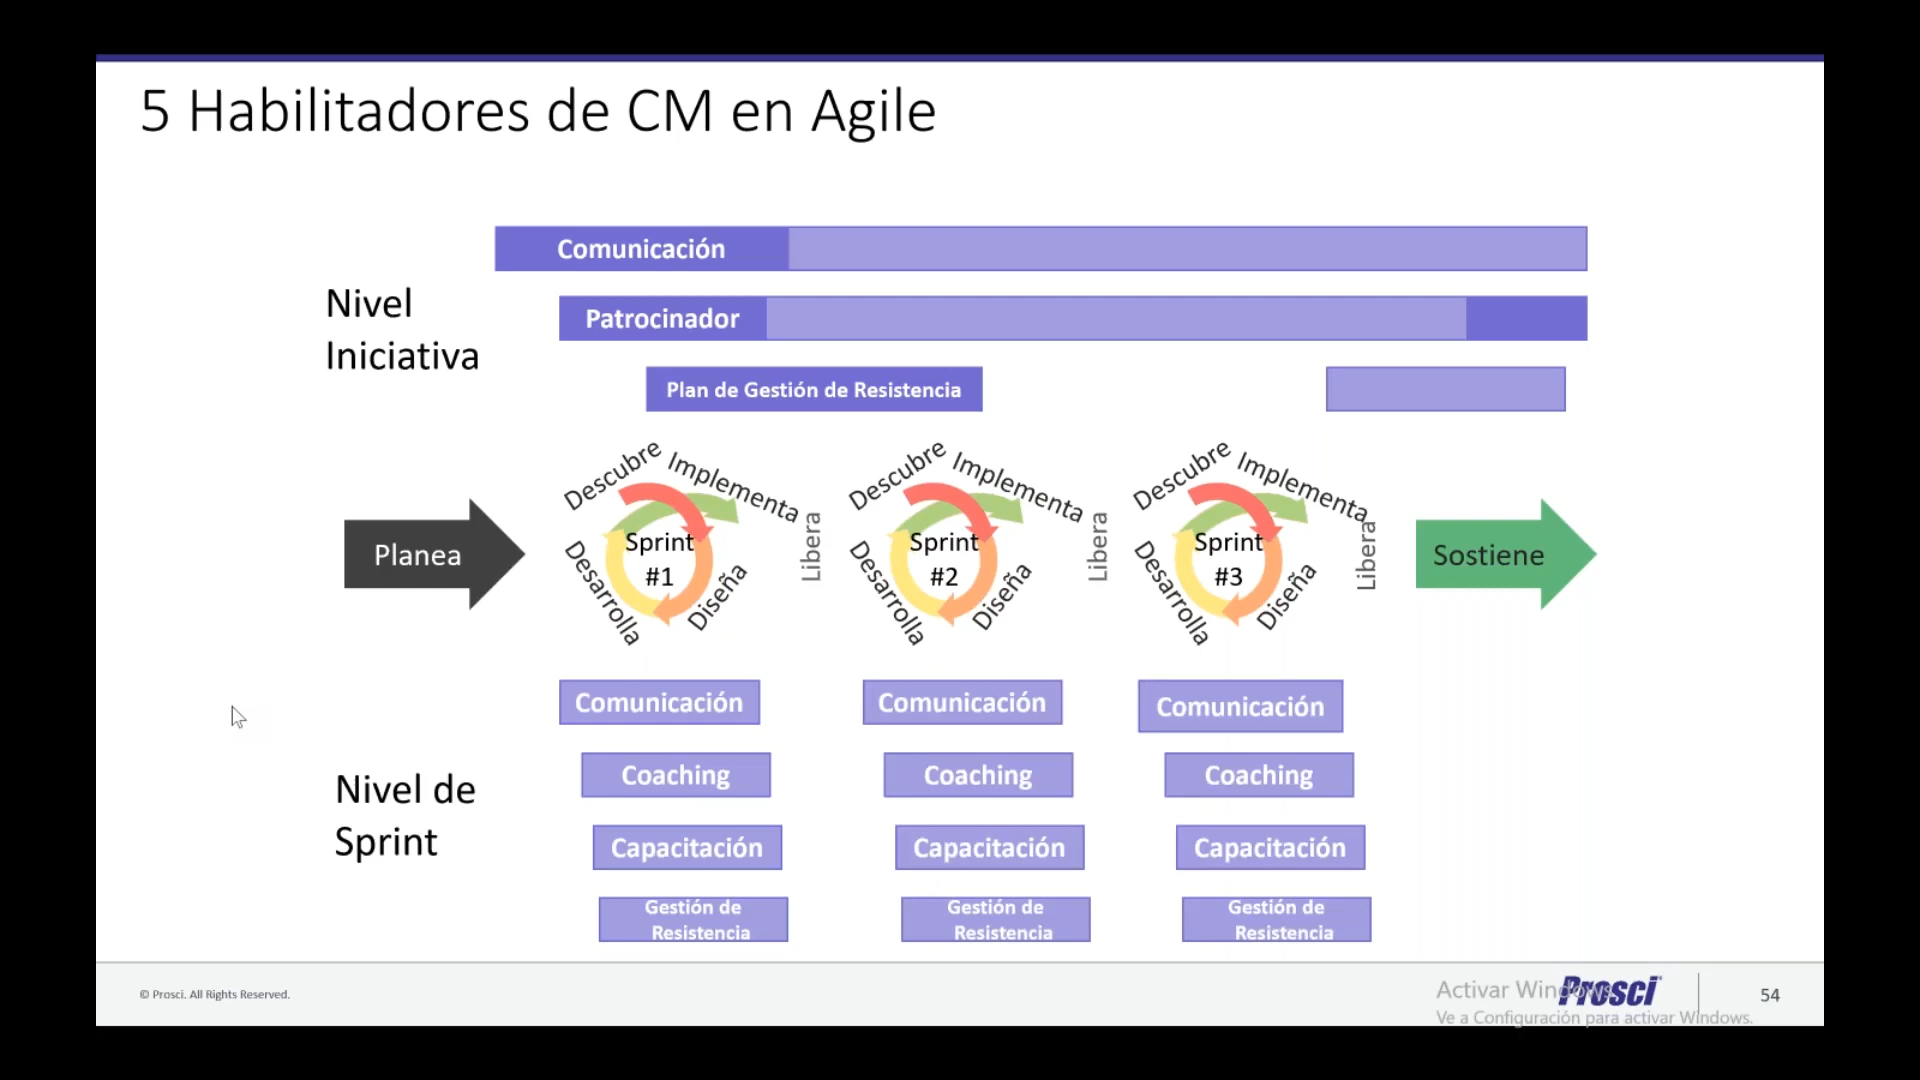 5 Habilitadores de CM en Agile
Comunicación
Nivel
Iniciativa
Patrocinador
Plan de Gestión de Resistencia
Planea
Descubre
Implementa
Sprint
#1
Desarrolla
Diseña
Libera
Descubre
Implementa
Sprint
#2
Desarrolla
Diseña
Libera
Descubre
Implementa
Sprint
#3
Desarrolla
Diseña
Libera
Sostiene
Nivel de
Sprint
Comunicación
Comunicación
Comunicación
Coaching
Coaching
Coaching
Capacitación
Capacitación
Capacitación
Gestión de
Resistencia
Gestión de
Resistencia
Gestión de
Resistencia
© Prosci. All Rights Reserved.
Activar Windows
Prosci
54
Ve a Configuración para activar Windows.